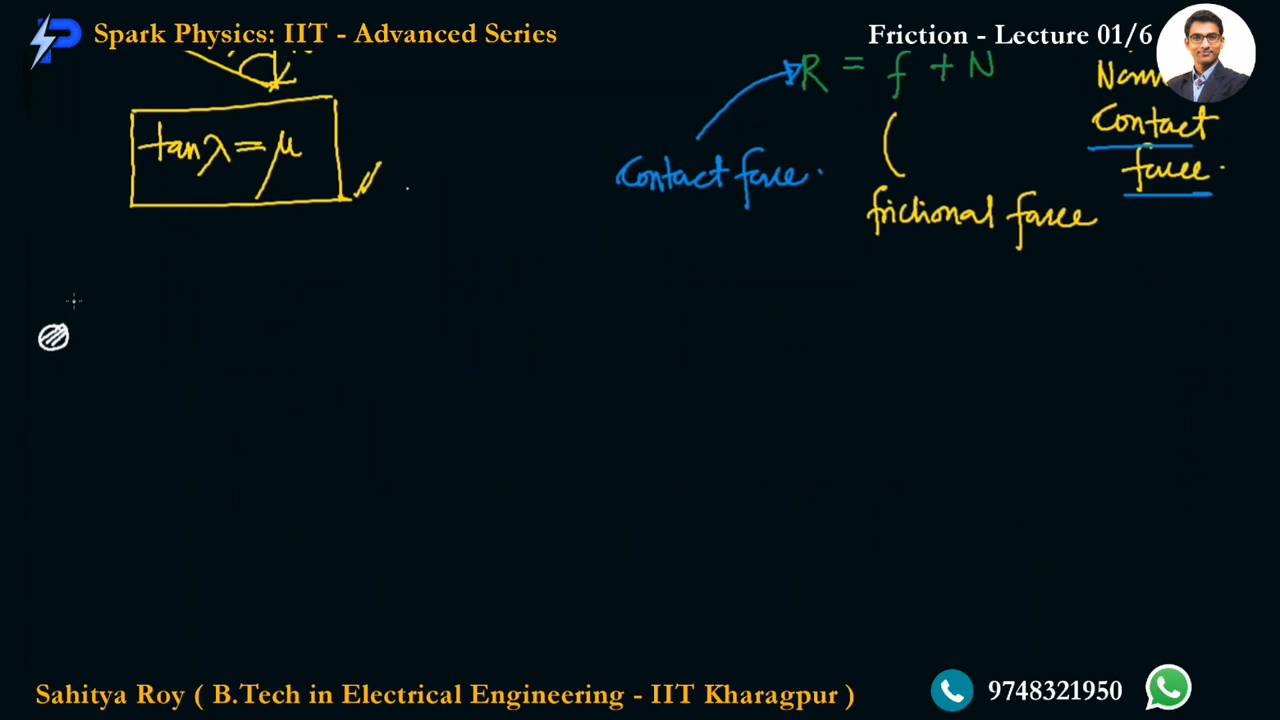 Spark Physics: IIT - Advanced Series
Friction - Lecture 01/6
R = f + N
tanλ = μ
Contact force.
frictional force
Contact
force.
Sahitya Roy ( B.Tech in Electrical Engineering - IIT Kharagpur )
9748321950